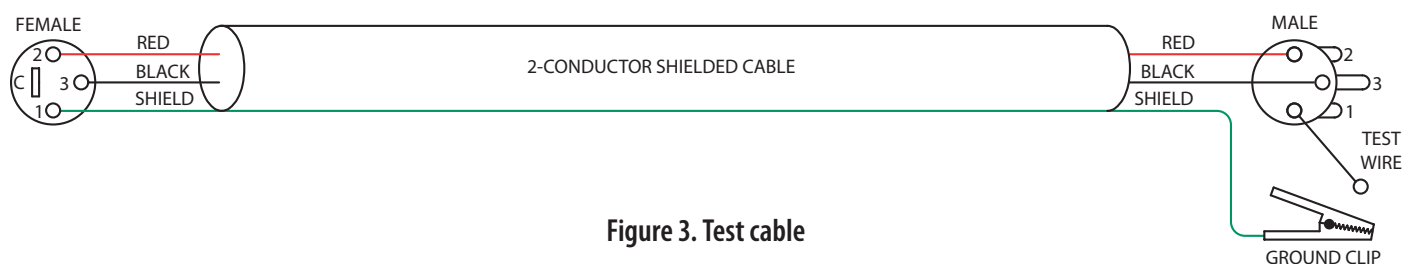 FEMALE
MALE
RED
RED
2
2
C
3
BLACK
2-CONDUCTOR SHIELDED CABLE
BLACK
3
1
SHIELD
SHIELD
1
TEST
WIRE
Figure 3. Test cable
GROUND CLIP